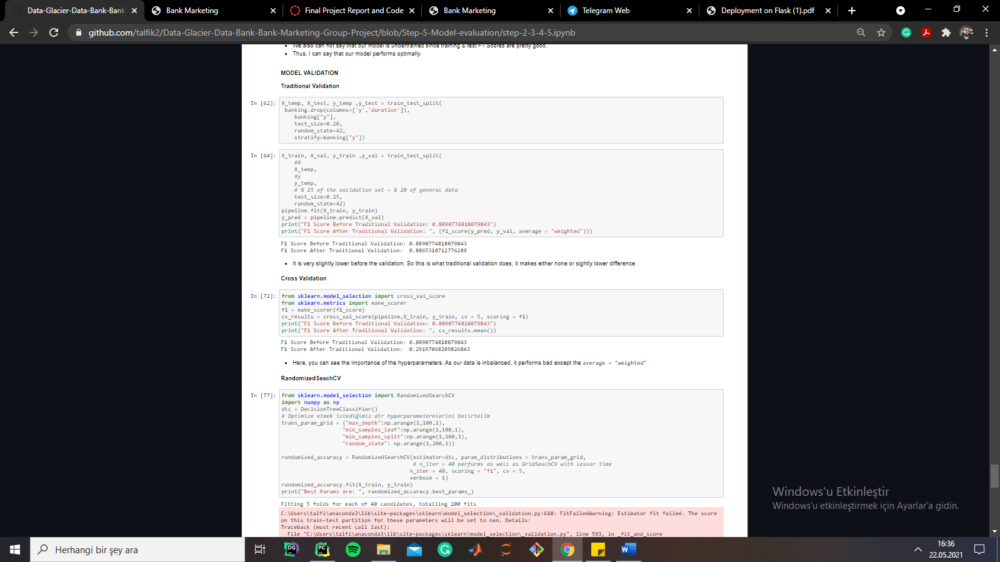 Data-Glacier-Data-Bank-Bank
Bank Marketing
Final Project Report and Code
Bank Marketing
Telegram Web
Deployment on Flask (1).pdf
github.com/talfik2/Data-Glacier-Data-Bank-Bank-Marketing-Group-Project/blob/Step-5-Model-evaluation/step-2-3-4-5.ipynb
We also can not say that our model is undertrained since training & test F1 Scores are pretty good.
Thus, I can say that our model performs optimally.
MODEL VALIDATION
Traditional Validation
In [62]: X_temp, X_test, y_temp ,y_test = train_test_split(
banking.drop(columns=['y','duration']),
banking["y"],
test_size=0.20,
random_state=42,
stratify=banking["y"])
In [64]: X_train, X_val, y_train ,y_val = train_test_split(
#X
X_temp,
#y
y_temp,
# % 25 of the validation set = % 20 of general data
test_size=0.25,
random_state=42)
pipeline.fit(X_train, y_train)
y_pred = pipeline.predict(X_val)
print("F1 Score Before Traditional Validation: 0.8890774818079843")
print("F1 Score After Traditional Validation: ", (f1_score(y_pred, y_val, average = "weighted")))
F1 Score Before Traditional Validation: 0.8890774818079843
F1 Score After Traditional Validation:  0.8865318712776289
It is very slightly lower before the validation. So this is what traditional validation does, it makes either none or sightly lower difference.
Cross Validation
In [72]: from sklearn.model_selection import cross_val_score
from sklearn.metrics import make_scorer
f1 = make_scorer(f1_score)
cv_results = cross_val_score(pipeline,X_train, y_train, cv = 5, scoring = f1)
print("F1 Score Before Traditional Validation: 0.8890774818079843")
print("F1 Score After Traditional Validation: ", cv_results.mean())
F1 Score Before Traditional Validation: 0.8890774818079843
F1 Score After Traditional Validation:  0.29197068209826843
Here, you can see the importance of the hyperparameters. As our data is inbalanced, it performs bad except the average = "weighted"
RandomizedSeachCV
In [77]: from sklearn.model_selection import RandomizedSearchCV
import numpy as np
dtc = DecisionTreeClassifier()
# Optimize etmek istediğimiz dtr hyperparameterelerini belirtelim
trans_param_grid = {"max_depth":np.arange(1,100,1),
"min_samples_leaf":np.arange(1,100,1),
"min_samples_split":np.arange(1,100,1),
"random_state": np.arange(1,200,1)}
randomized_accuracy = RandomizedSearchCV(estimator=dtc, param_distributions = trans_param_grid,
# n_iter = 40 performs as well as GridSeachCV with lesser time
n_iter = 40, scoring = "f1", cv = 5,
verbose = 1)
randomized_accuracy.fit(X_train, y_train)
print("Best Params are: ", randomized_accuracy.best_params_)
Fitting 5 folds for each of 40 candidates, totalling 200 fits
C:\Users\talfi\anaconda3\lib\site-packages\sklearn\model_selection\_validation.py:610: FitFailedWarning: Estimator fit failed. The score
on this train-test partition for these parameters will be set to nan. Details:
Traceback (most recent call last):
File "C:\Users\talfi\anaconda3\lib\site-packages\sklearn\model_selection\_validation.py", line 593, in _fit_and_score
Windows'u Etkinleştir
Windows'u etkinleştirmek için Ayarlar'a gidin.
Herhangi bir şey ara
DG
PC
W
16:36
22.05.2021